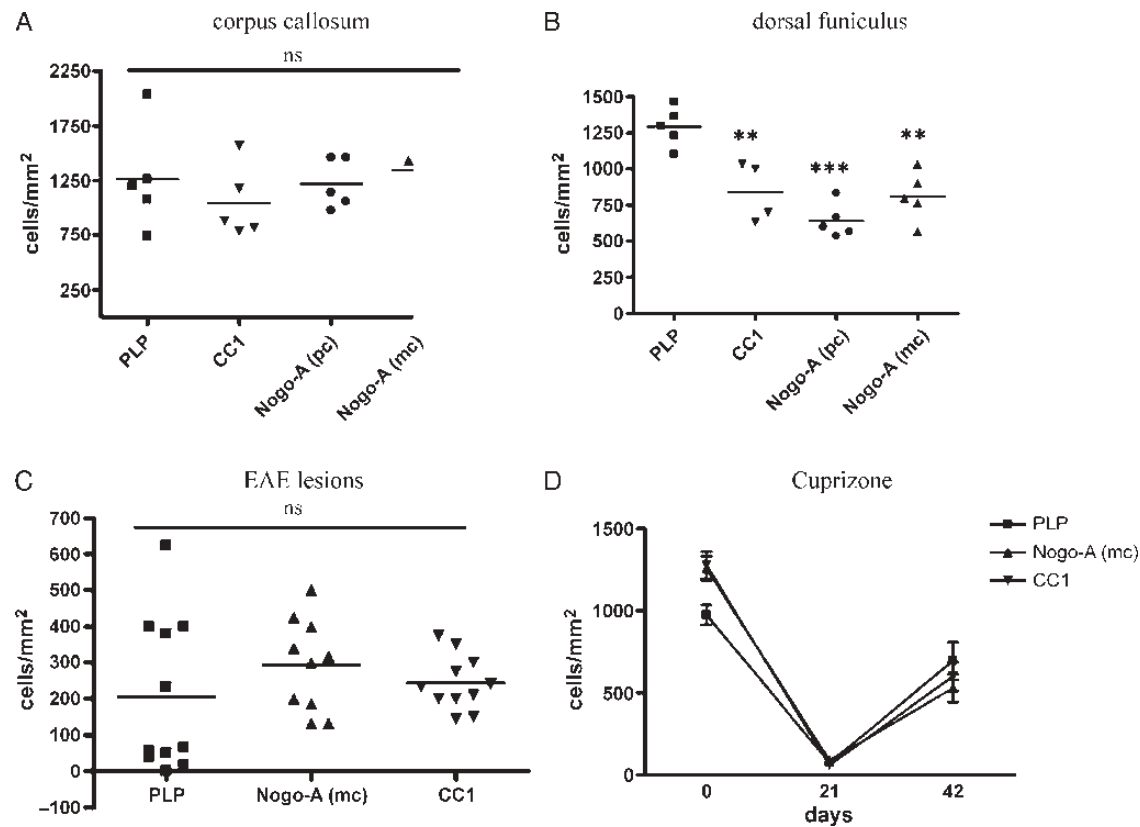 A
corpus callosum
ns
2250
1750
1250
750
250
cells/mm²
PLP
CC1
Nogo-A (pc)
Nogo-A (mc)
B
dorsal funiculus
1500
1250
1000
750
500
250
0
cells/mm²
**
***
**
PLP
CC1
Nogo-A (pc)
Nogo-A (mc)
C
EAE lesions
ns
700
600
500
400
300
200
100
0
–100
cells/mm²
PLP
Nogo-A (mc)
CC1
D
Cuprizone
1500
1000
500
0
cells/mm²
0 21 42
days
PLP
Nogo-A (mc)
CC1